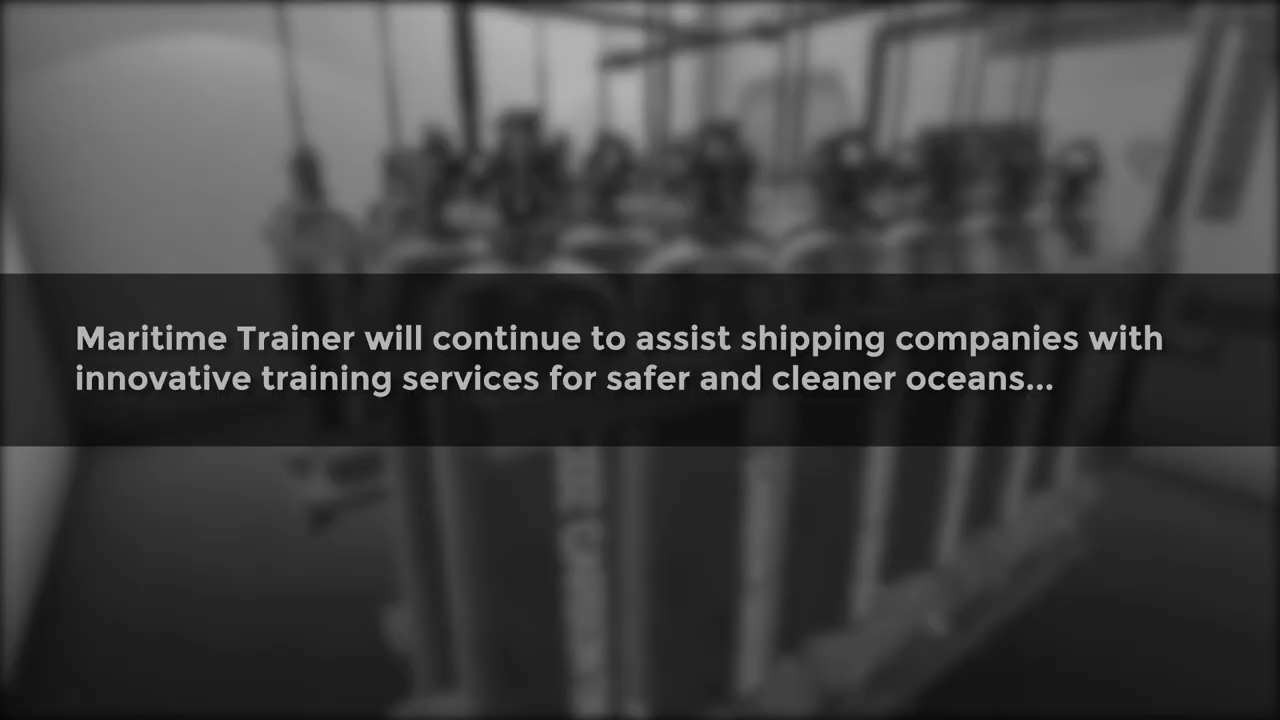 Maritime Trainer will continue to assist shipping companies with
innovative training services for safer and cleaner oceans...